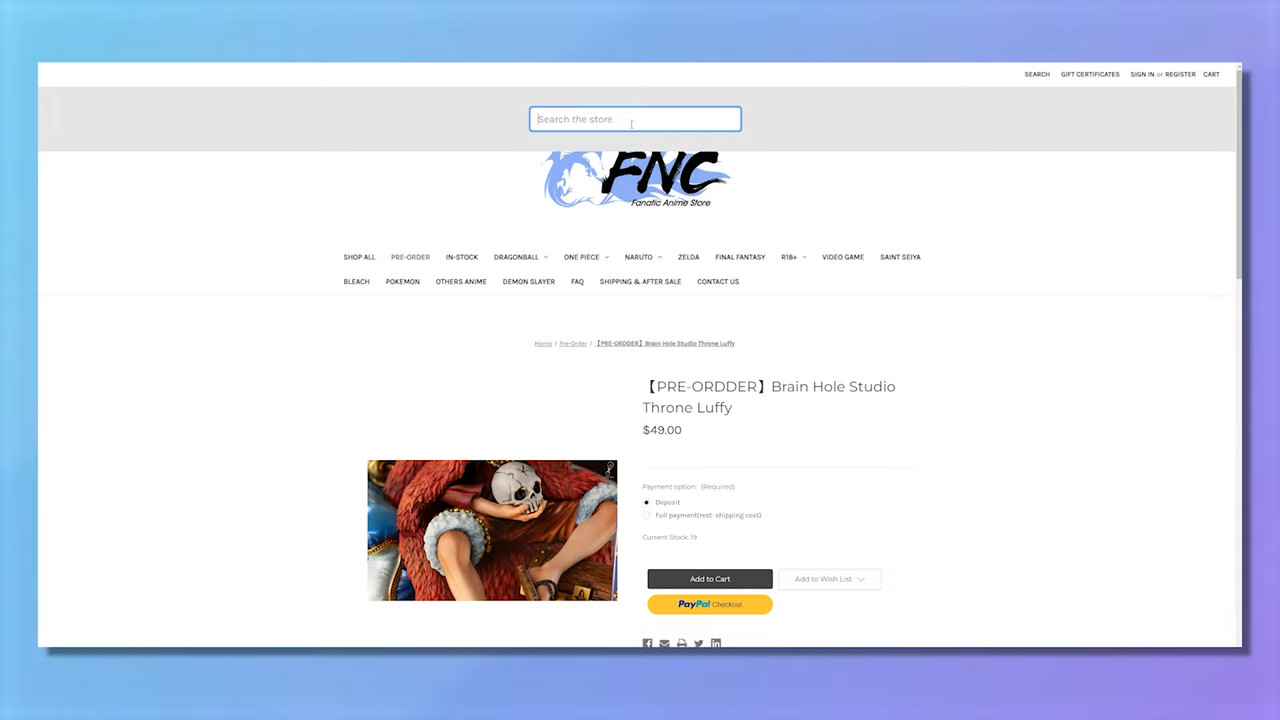 SEARCH GIFT CERTIFICATES SIGN IN or REGISTER CART
Search the store
FNC
Fanatic Anime Store
SHOP ALL PRE-ORDER IN-STOCK DRAGONBALL ONE PIECE NARUTO ZELDA FINAL FANTASY R18+ VIDEO GAME SAINT SEIYA
BLEACH POKEMON OTHERS ANIME DEMON SLAYER FAQ SHIPPING & AFTER SALE CONTACT US
Home / Pre-Order / 【PRE-ORDDER】Brain Hole Studio Throne Luffy
【PRE-ORDDER】Brain Hole Studio
Throne Luffy
$49.00
Payment option: (Required)
Deposit
Full payment(rest: shipping cost)
Current Stock: 19
Add to Cart Add to Wish List
PayPal Checkout